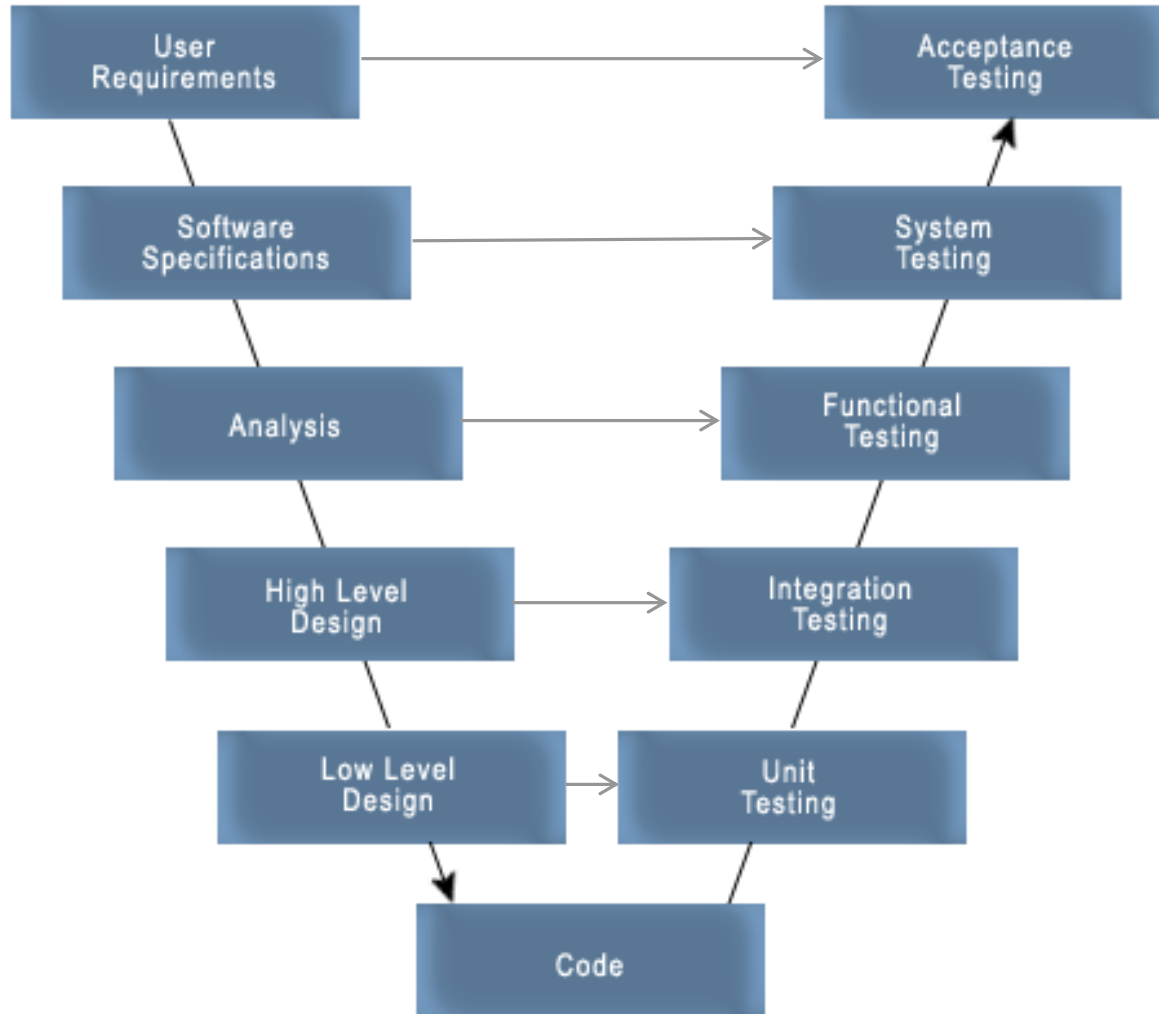 User
Requirements
Acceptance
Testing
Software
Specifications
System
Testing
Analysis
Functional
Testing
High Level
Design
Integration
Testing
Low Level
Design
Unit
Testing
Code